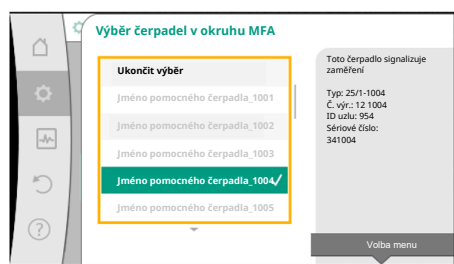 Výběr čerpadel v okruhu MFA
Ukončit výběr
Jméno pomocného čerpadla_1001
Jméno pomocného čerpadla_1002
Jméno pomocného čerpadla_1003
Jméno pomocného čerpadla_1004
Jméno pomocného čerpadla_1005
Toto čerpadlo signalizuje
zaměření
Typ: 25/1-1004
Č. výr.: 12 1004
ID uzlu: 954
Sériové číslo:
341004
Volba menu